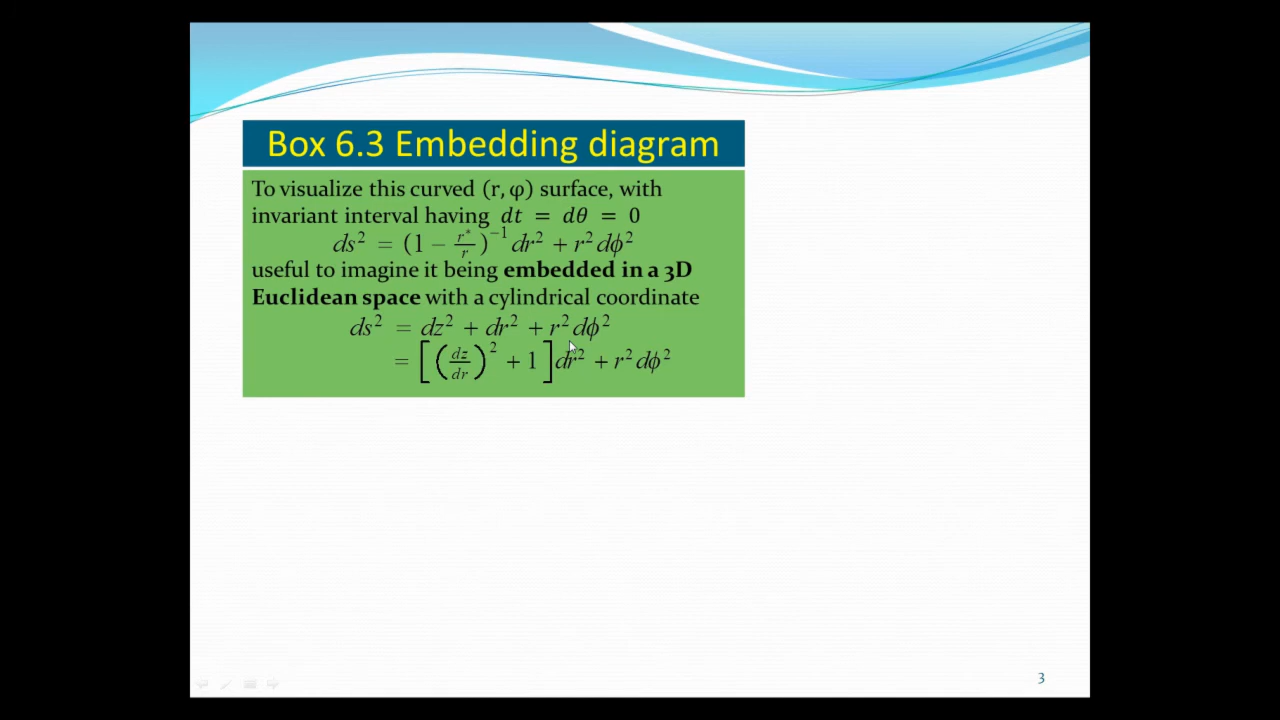 Box 6.3 Embedding diagram
To visualize this curved (r, φ) surface, with
invariant interval having dt = dθ = 0
ds² = (1 − r*/r)⁻¹ dr² + r² dϕ²
useful to imagine it being embedded in a 3D
Euclidean space with a cylindrical coordinate
ds² = dz² + dr² + r² dϕ²
= [(dz/dr)² + 1] dr² + r² dϕ²
3